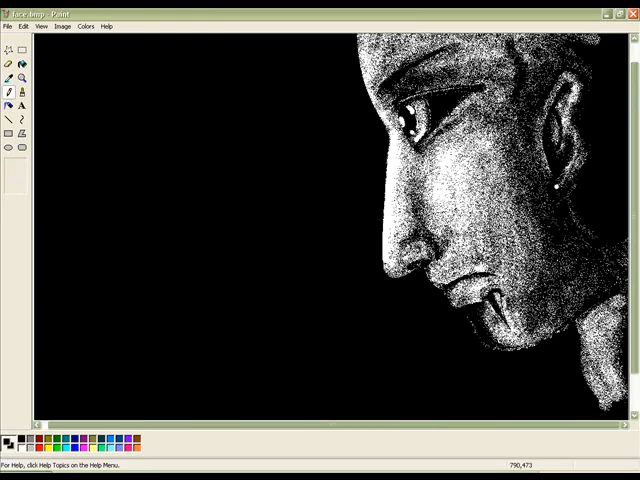 face.bmp - Paint
File Edit View Image Colors Help
A
For Help, click Help Topics on the Help Menu.
790,473